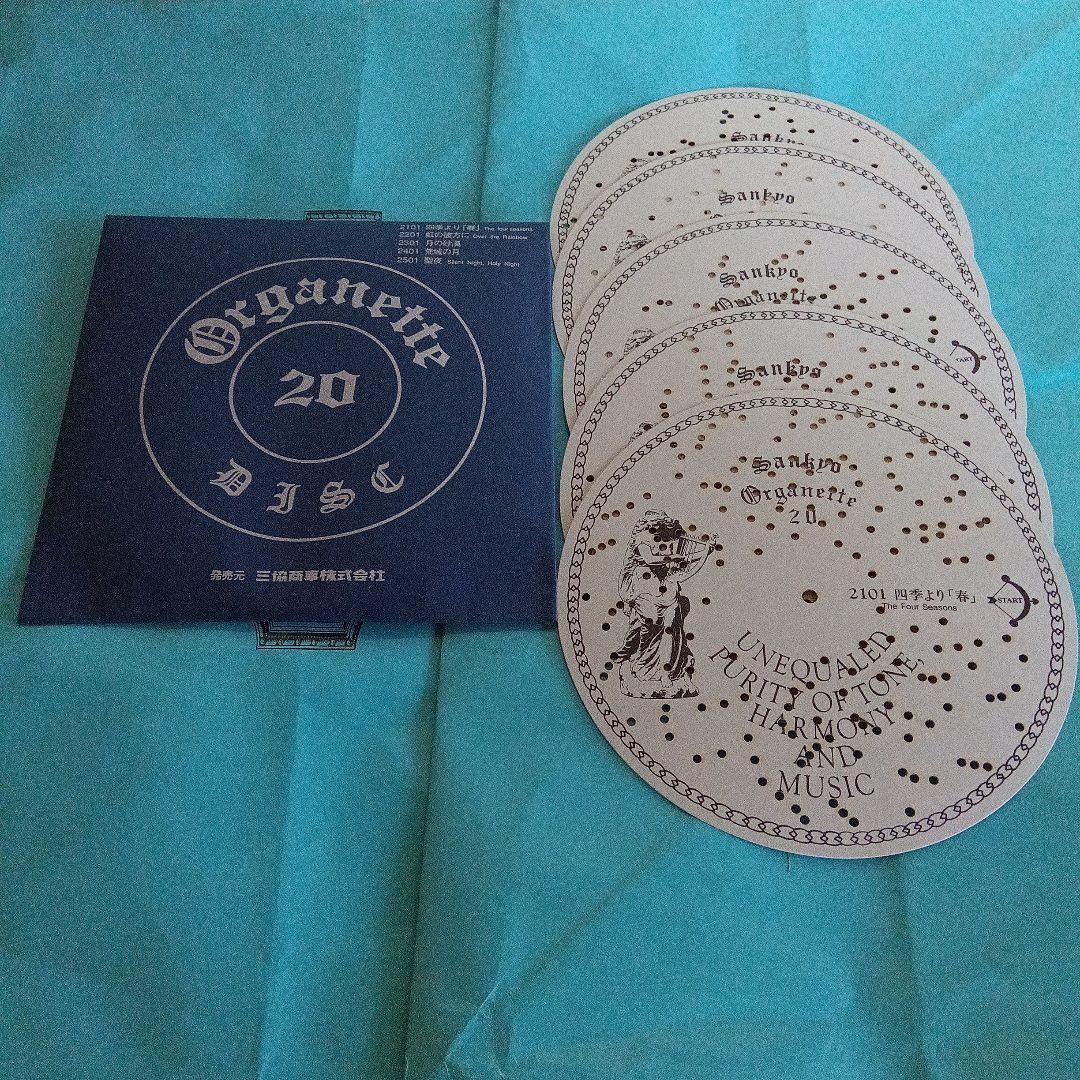 2101 四季より「春」 The four seasons
2201 虹の彼方に Over the Rainbow
2301 月の砂漠
2401 荒城の月
2501 聖夜 Silent Night, Holy Night
Organette
20
DISC
発売元 三協商事株式会社
Sankyo
Sankyo
Sankyo
Organette
START
Sankyo
Sankyo
Organette
20
2101 四季より「春」
The Four Seasons
START
UNEQUALED
PURITY OF TONE,
HARMONY
AND
MUSIC